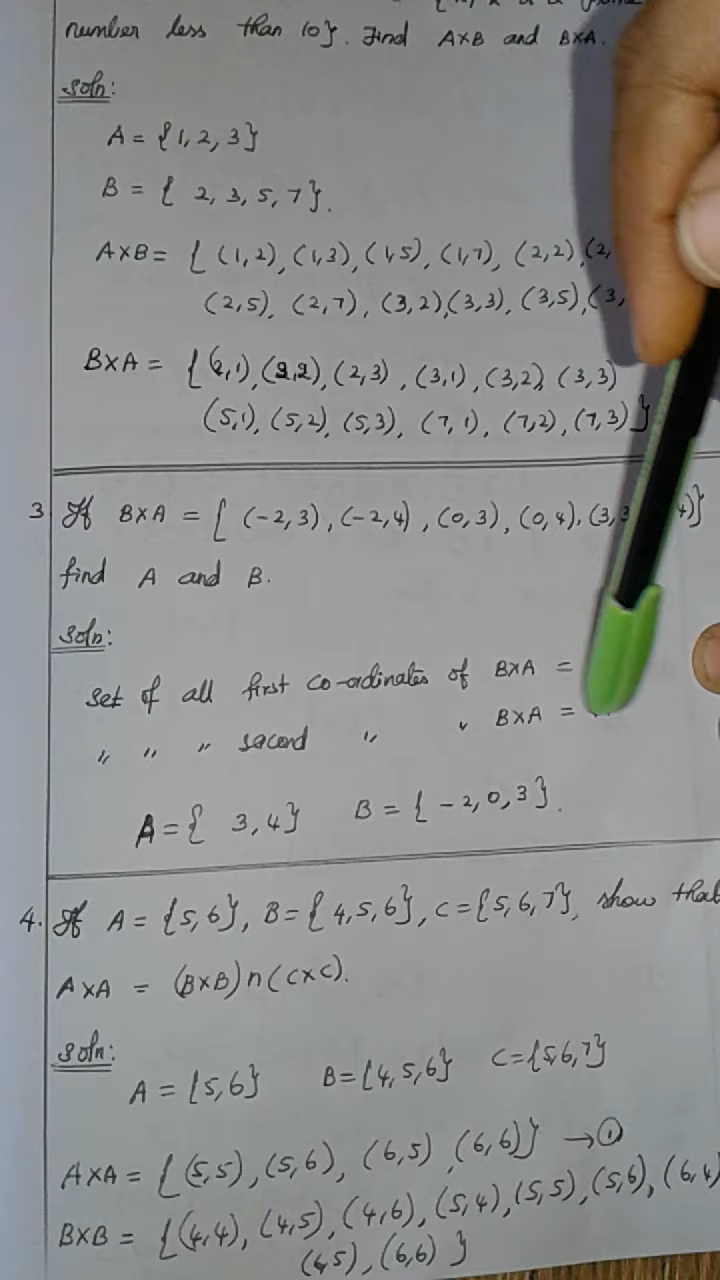 number less than 10}. Find A×B and B×A.
Soln:
A = {1, 2, 3}
B = { 2, 3, 5, 7}.
A×B = { (1, 2), (1, 3), (1, 5), (1, 7), (2, 2), (2,
(2, 5), (2, 7), (3, 2), (3, 3), (3, 5), (3,
B×A = { (2, 1), (2, 2), (2, 3), (3, 1), (3, 2), (3, 3)
(5, 1), (5, 2), (5, 3), (7, 1), (7, 2), (7, 3) }
3 If B×A = { (-2, 3), (-2, 4), (0, 3), (0, 4), (3, 3 4)}
find A and B.
Soln:
Set of all first co-ordinates of B×A =
" " " second " " B×A =
A = { 3, 4} B = { -2, 0, 3 }.
4. If A = {5, 6}, B = { 4, 5, 6}, C = {5, 6, 7}, show that
A×A = (B×B) n (C×C).
Soln:
A = {5, 6} B = {4, 5, 6} C = {5, 6, 7}
A×A = { (5, 5), (5, 6), (6, 5), (6, 6) } → ①
B×B = { (4, 4), (4, 5), (4, 6), (5, 4), (5, 5), (5, 6), (6, 4)
(6, 5), (6, 6) }